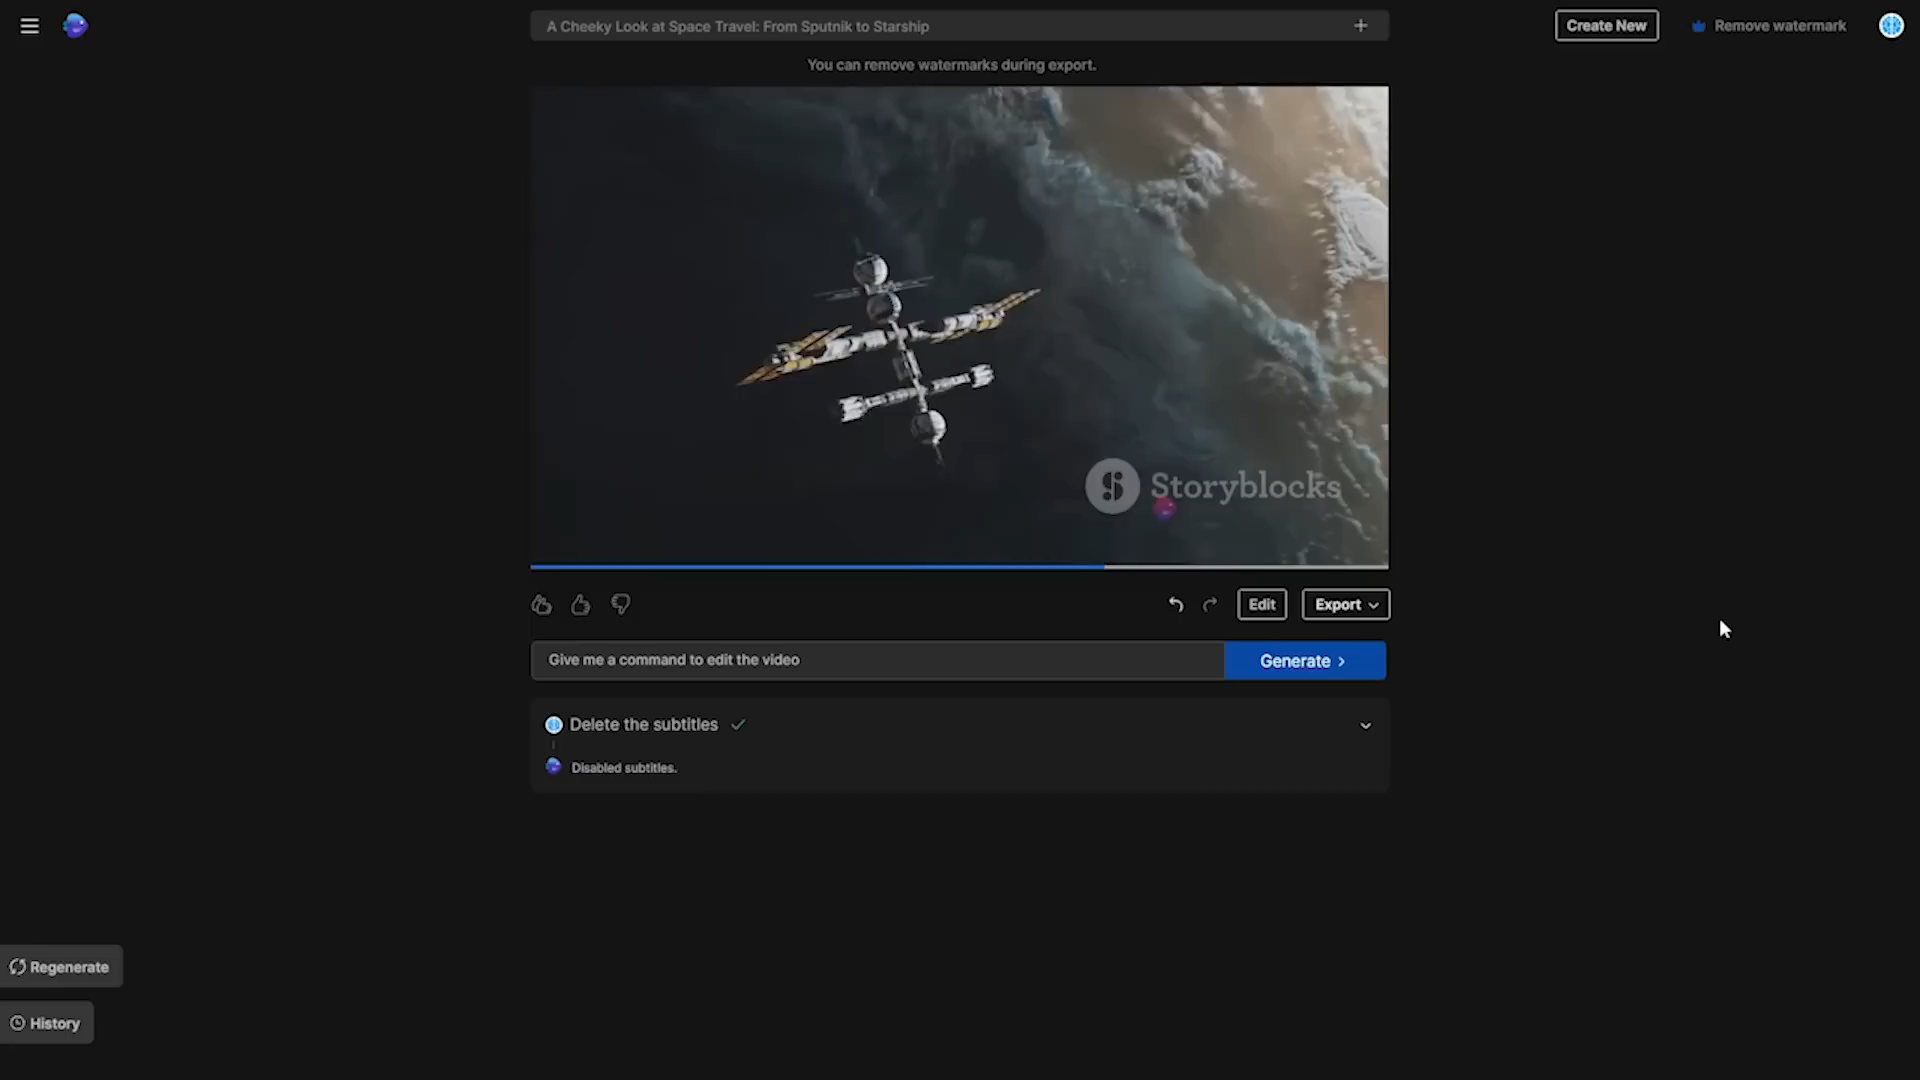 A Cheeky Look at Space Travel: From Sputnik to Starship
Create New
Remove watermark
You can remove watermarks during export.
Storyblocks
Edit
Export
Give me a command to edit the video
Generate
Delete the subtitles
Disabled subtitles.
Regenerate
History